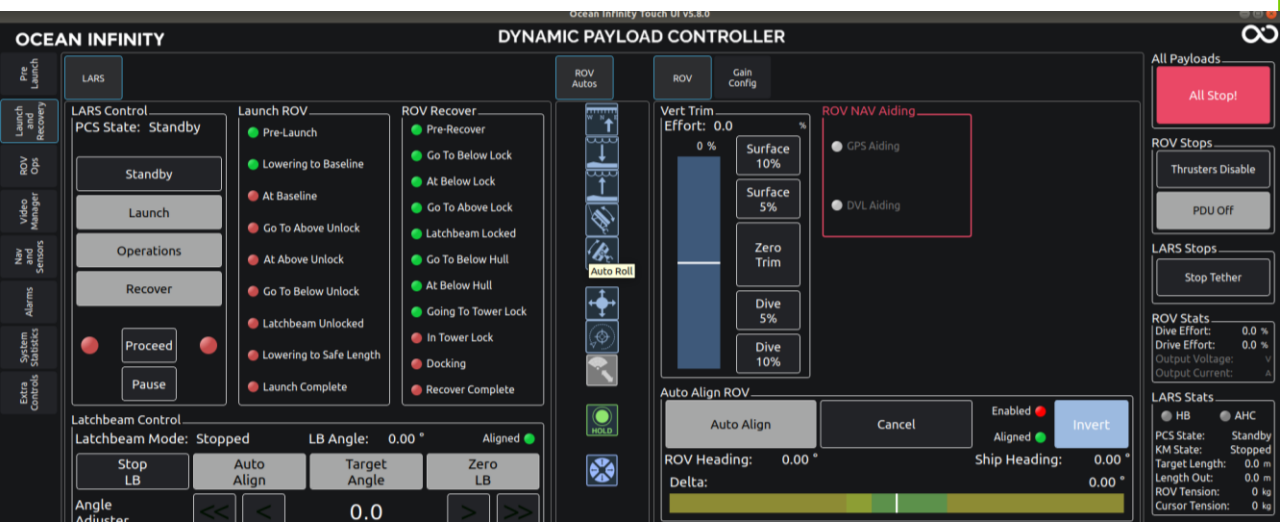 Ocean Infinity Touch UI v5.8.0
OCEAN INFINITY
DYNAMIC PAYLOAD CONTROLLER
Pre
Launch
Launch
and
Recovery
ROV
Ops
Video
Manager
Nav
and
Sensors
Alarms
System
Statistics
Extra
Controls
LARS
LARS Control
PCS State: Standby
Standby
Launch
Operations
Recover
Proceed
Pause
Launch ROV
Pre-Launch
Lowering to Baseline
At Baseline
Go To Above Unlock
At Above Unlock
Go To Below Unlock
Latchbeam Unlocked
Lowering to Safe Length
Launch Complete
ROV Recover
Pre-Recover
Go To Below Lock
At Below Lock
Go To Above Lock
Latchbeam Locked
Go To Below Hull
At Below Hull
Going To Tower Lock
In Tower Lock
Docking
Recover Complete
Latchbeam Control
Latchbeam Mode: Stopped LB Angle: 0.00 ° Aligned
Stop
LB
Auto
Align
Target
Angle
Zero
LB
Angle
Adjuster
<< < 0.0 > >>
ROV
Autos
W N E
Auto Roll
HOLD
ROV
Gain
Config
Vert Trim
Effort: 0.0 %
0 %
Surface
10%
Surface
5%
Zero
Trim
Dive
5%
Dive
10%
ROV NAV Aiding
GPS Aiding
DVL Aiding
Auto Align ROV
Auto Align
Cancel
Enabled
Aligned
Invert
ROV Heading: 0.00 ° Ship Heading: 0.00 °
Delta: 0.00 °
All Payloads
All Stop!
ROV Stops
Thrusters Disable
PDU Off
LARS Stops
Stop Tether
ROV Stats
Dive Effort: 0.0 %
Drive Effort: 0.0 %
Output Voltage: V
Output Current: A
LARS Stats
HB AHC
PCS State: Standby
KM State: Stopped
Target Length: 0.0 m
Length Out: 0.0 m
ROV Tension: 0 kg
Cursor Tension: 0 kg